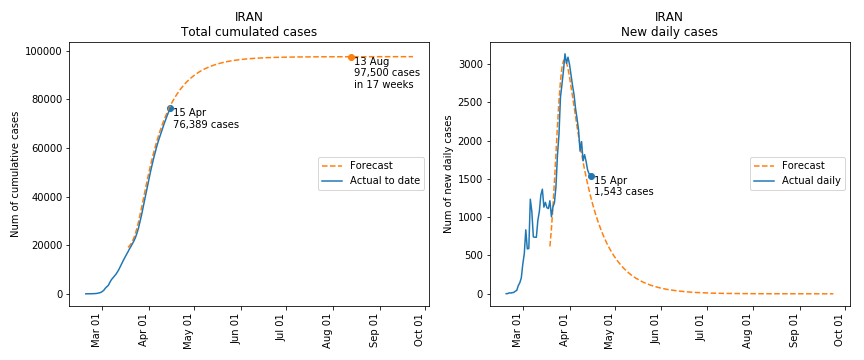 IRAN
Total cumulated cases
Num of cumulative cases
100000
80000
60000
40000
20000
0
13 Aug
97,500 cases
in 17 weeks
15 Apr
76,389 cases
Forecast
Actual to date
Mar 01
Apr 01
May 01
Jun 01
Jul 01
Aug 01
Sep 01
Oct 01
IRAN
New daily cases
Num of new daily cases
3000
2500
2000
1500
1000
500
0
15 Apr
1,543 cases
Forecast
Actual daily
Mar 01
Apr 01
May 01
Jun 01
Jul 01
Aug 01
Sep 01
Oct 01